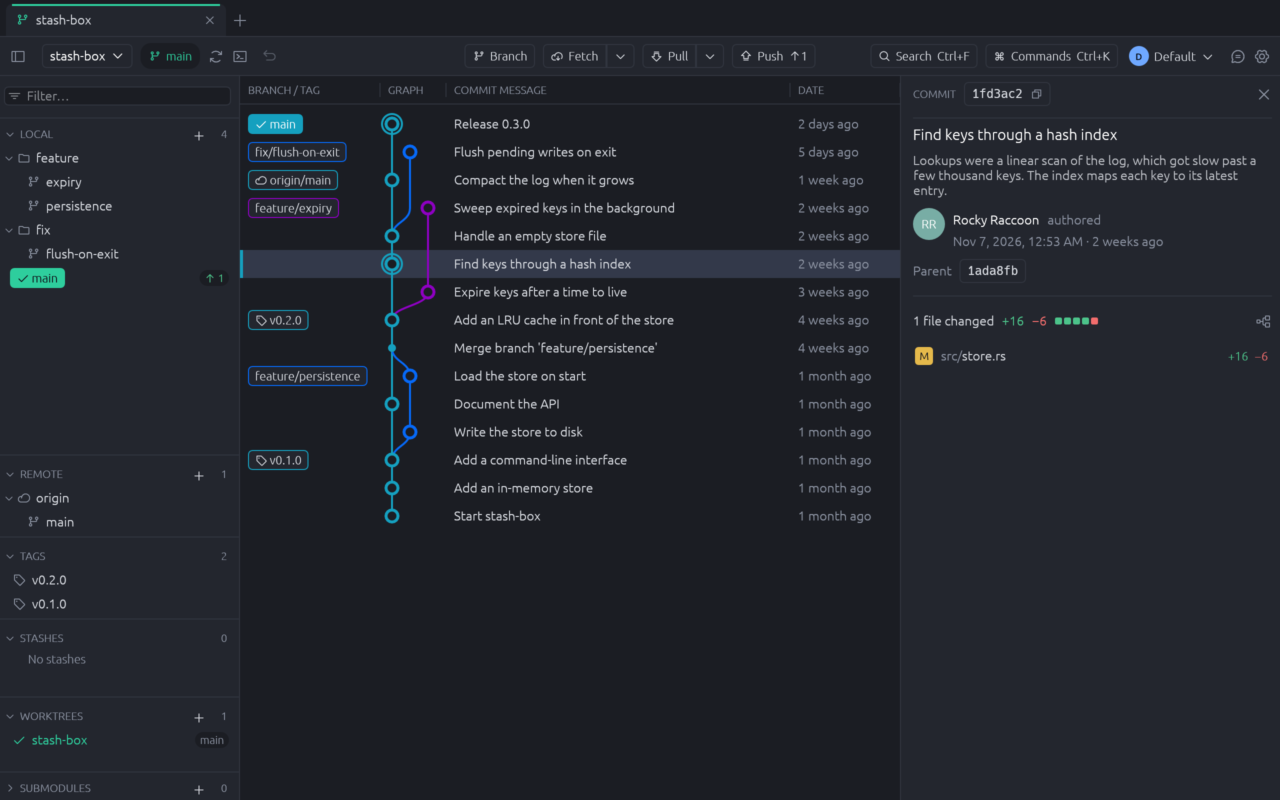 stash-box
stash-box main Branch Fetch Pull Push ↑1 Search Ctrl+F ⌘ Commands Ctrl+K D Default
Filter...
LOCAL 4
feature
expiry
persistence
fix
flush-on-exit
main ↑ 1
REMOTE 1
origin
main
TAGS 2
v0.2.0
v0.1.0
STASHES 0
No stashes
WORKTREES 1
stash-box main
SUBMODULES 0
BRANCH / TAG GRAPH COMMIT MESSAGE DATE
main Release 0.3.0 2 days ago
fix/flush-on-exit Flush pending writes on exit 5 days ago
origin/main Compact the log when it grows 1 week ago
feature/expiry Sweep expired keys in the background 2 weeks ago
Handle an empty store file 2 weeks ago
Find keys through a hash index 2 weeks ago
Expire keys after a time to live 3 weeks ago
v0.2.0 Add an LRU cache in front of the store 4 weeks ago
Merge branch 'feature/persistence' 4 weeks ago
feature/persistence Load the store on start 1 month ago
Document the API 1 month ago
Write the store to disk 1 month ago
v0.1.0 Add a command-line interface 1 month ago
Add an in-memory store 1 month ago
Start stash-box 1 month ago
COMMIT 1fd3ac2
Find keys through a hash index
Lookups were a linear scan of the log, which got slow past a
few thousand keys. The index maps each key to its latest
entry.
RR Rocky Raccoon authored
Nov 7, 2026, 12:53 AM · 2 weeks ago
Parent 1ada8fb
1 file changed +16 −6
M src/store.rs +16 −6